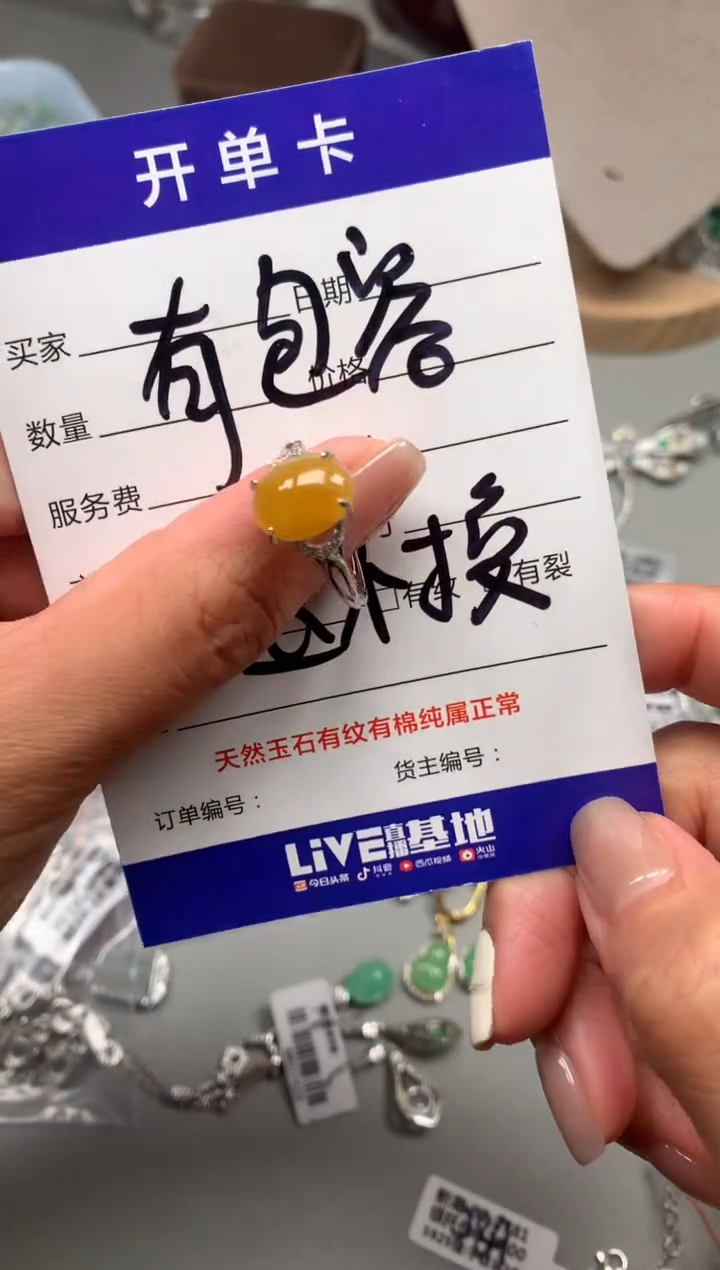 开单卡
有包容
买家
日期
数量
价格
服务费
不授
有纹
有裂
天然玉石有纹有棉纯属正常
订单编号：
货主编号：
LiVE直播基地
今日头条 抖音 西瓜视频 火山